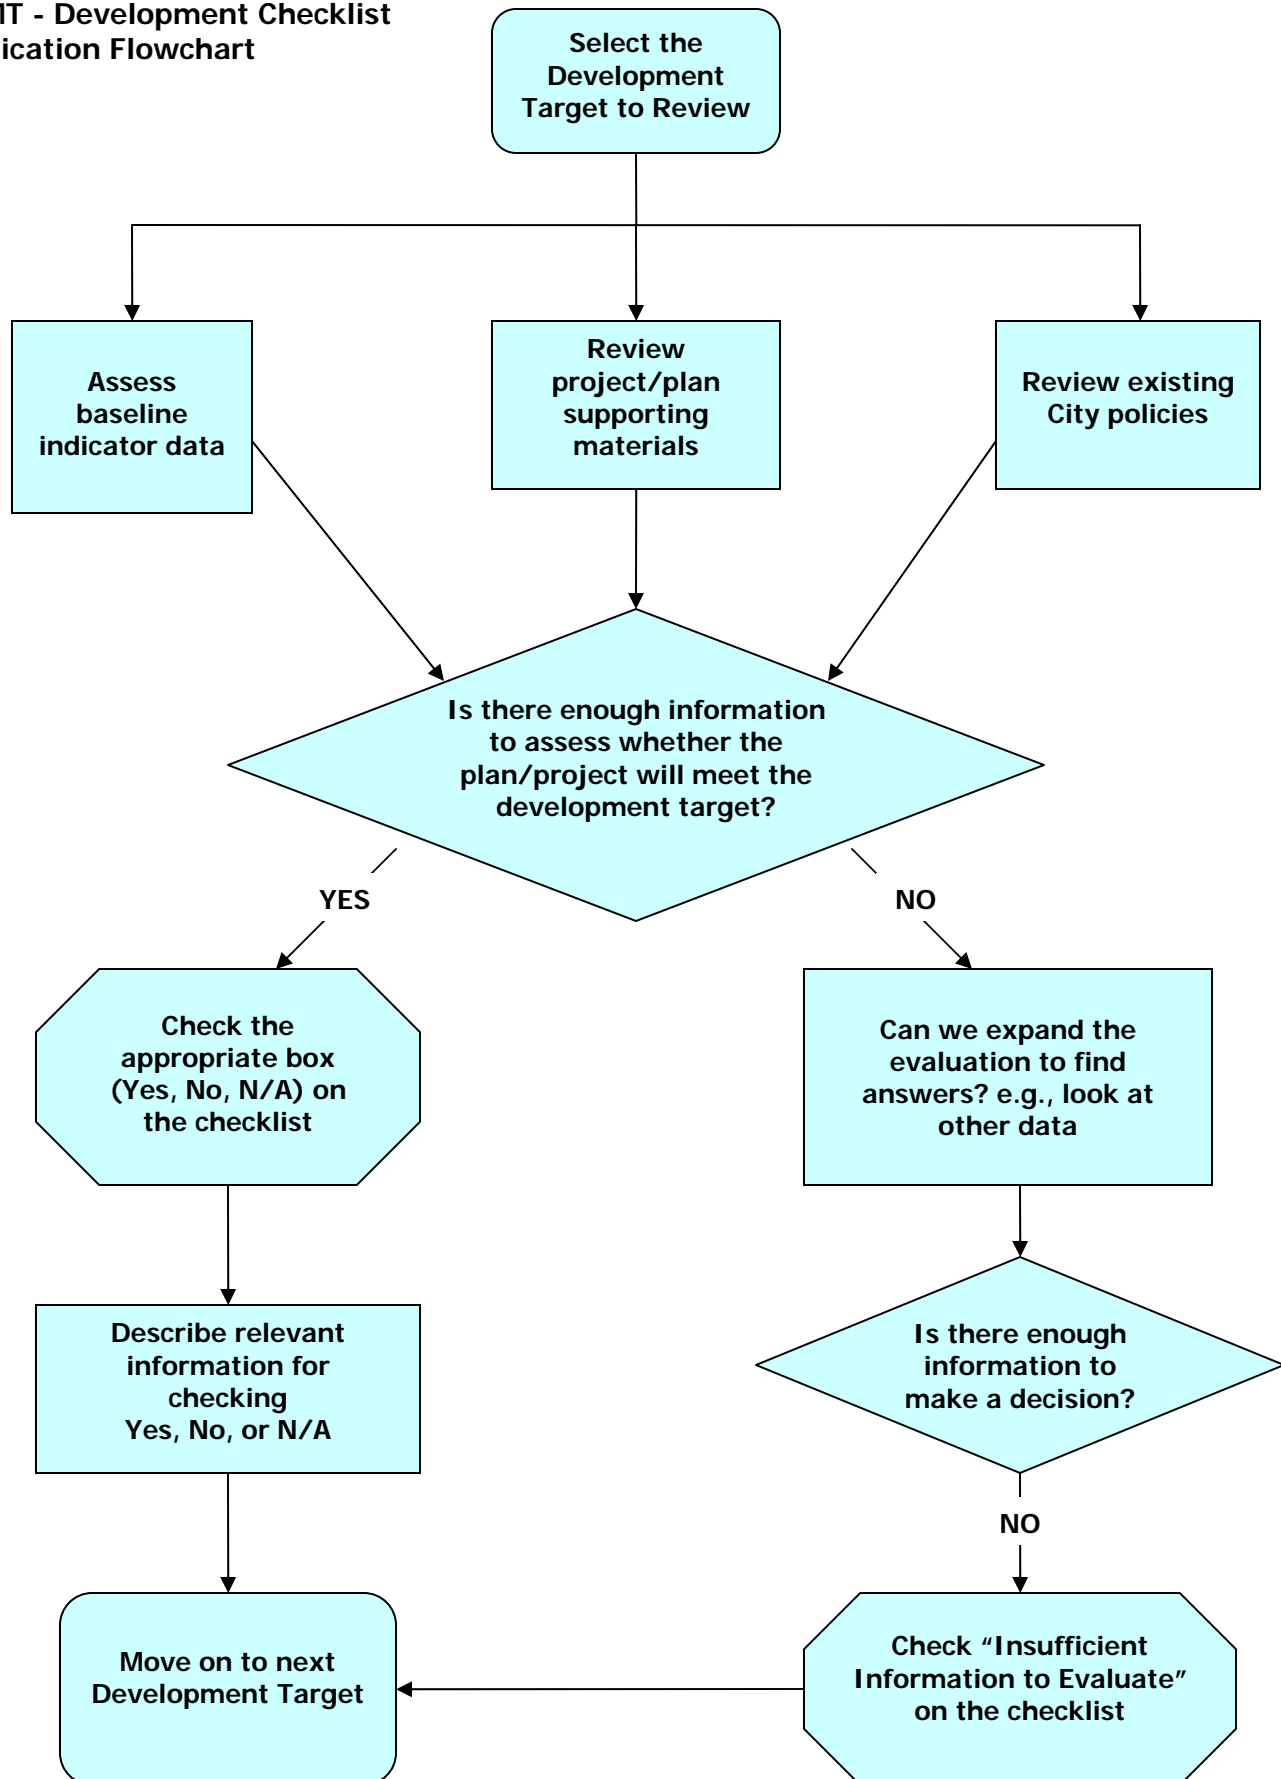 - Development Checklist
Flowchart
Select the
Development
Target to Review
Assess
baseline
indicator data
Review
project/plan
supporting
materials
Review existing
City policies
Is there enough information
to assess whether the
plan/project will meet the
development target?
YES
NO
Check the
appropriate box
(Yes, No, N/A) on
the checklist
Can we expand the
evaluation to find
answers? e.g., look at
other data
Describe relevant
information for
checking
Yes, No, or N/A
Is there enough
information to
make a decision?
NO
Move on to next
Development Target
Check “Insufficient
Information to Evaluate”
on the checklist